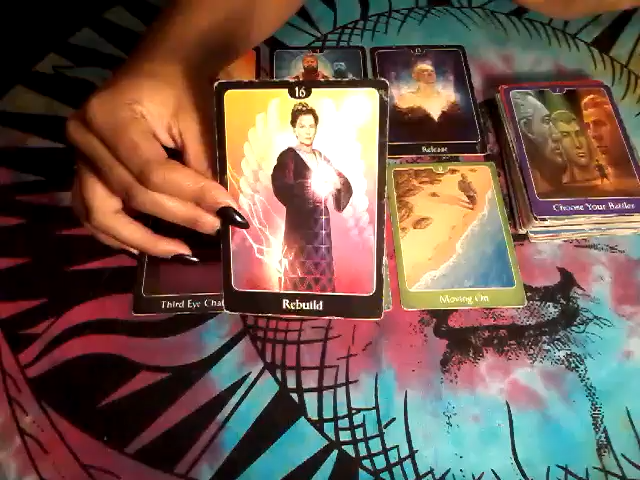 16
Rebuild
Release
Choose Your Battles
Moving On
Third Eye Cha